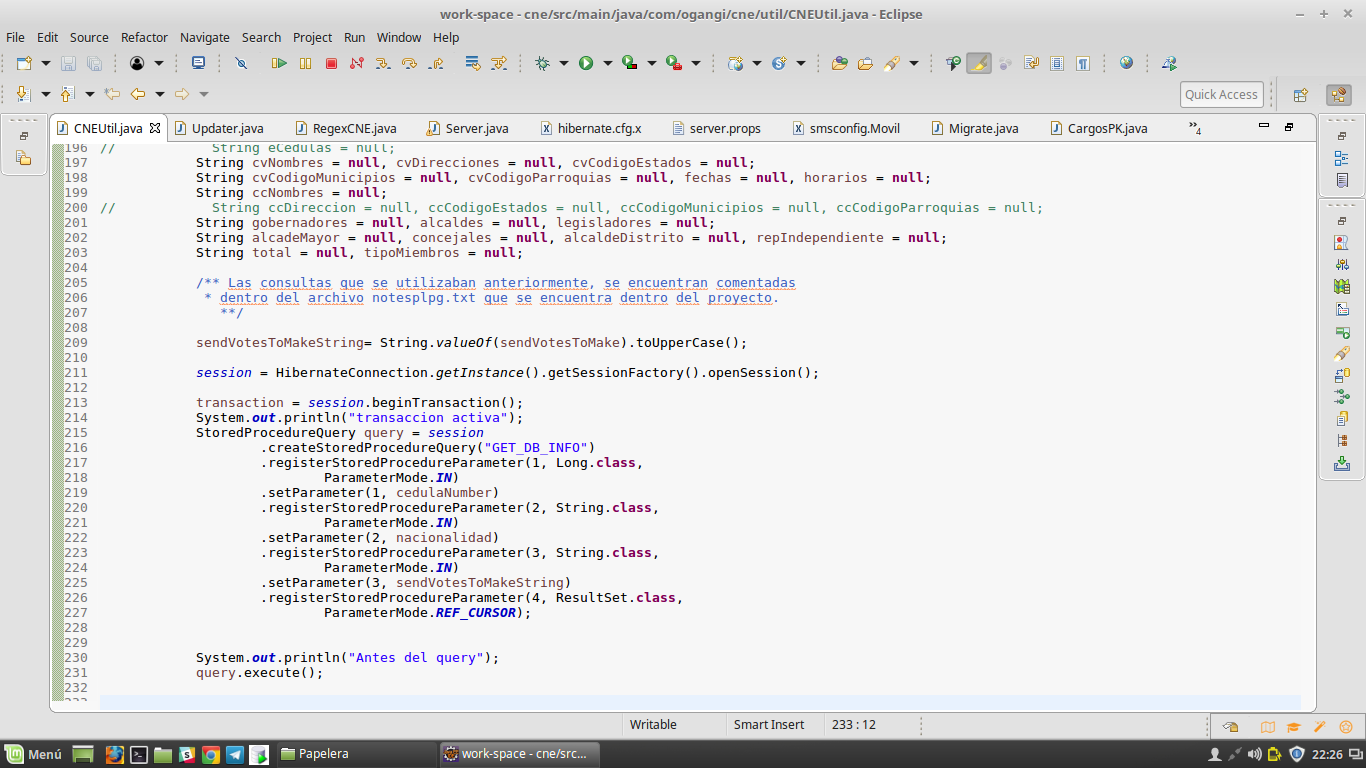 work-space - cne/src/main/java/com/ogangi/cne/util/CNEUtil.java - Eclipse
File Edit Source Refactor Navigate Search Project Run Window Help
Quick Access
CNEUtil.java Updater.java RegexCNE.java Server.java hibernate.cfg.x server.props smsconfig.Movil Migrate.java CargosPK.java »4
196 // String eCedulas = null;
197 String cvNombres = null, cvDirecciones = null, cvCodigoEstados = null;
198 String cvCodigoMunicipios = null, cvCodigoParroquias = null, fechas = null, horarios = null;
199 String ccNombres = null;
200 // String ccDireccion = null, ccCodigoEstados = null, ccCodigoMunicipios = null, ccCodigoParroquias = null;
201 String gobernadores = null, alcaldes = null, legisladores = null;
202 String alcadeMayor = null, concejales = null, alcaldeDistrito = null, repIndependiente = null;
203 String total = null, tipoMiembros = null;
204
205 /** Las consultas que se utilizaban anteriormente, se encuentran comentadas
206 * dentro del archivo notesplpg.txt que se encuentra dentro del proyecto.
207 **/
208
209 sendVotesToMakeString= String.valueOf(sendVotesToMake).toUpperCase();
210
211 session = HibernateConnection.getInstance().getSessionFactory().openSession();
212
213 transaction = session.beginTransaction();
214 System.out.println("transaccion activa");
215 StoredProcedureQuery query = session
216 .createStoredProcedureQuery("GET_DB_INFO")
217 .registerStoredProcedureParameter(1, Long.class,
218 ParameterMode.IN)
219 .setParameter(1, cedulaNumber)
220 .registerStoredProcedureParameter(2, String.class,
221 ParameterMode.IN)
222 .setParameter(2, nacionalidad)
223 .registerStoredProcedureParameter(3, String.class,
224 ParameterMode.IN)
225 .setParameter(3, sendVotesToMakeString)
226 .registerStoredProcedureParameter(4, ResultSet.class,
227 ParameterMode.REF_CURSOR);
228
229
230 System.out.println("Antes del query");
231 query.execute();
232
233
Writable Smart Insert 233 : 12
Menú Papelera work-space - cne/src... 22:26